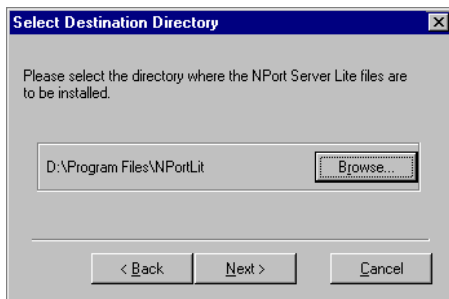 Select Destination Directory
Please select the directory where the NPort Server Lite files are
to be installed.
D:\Program Files\NPortLit
Browse...
< Back
Next >
Cancel